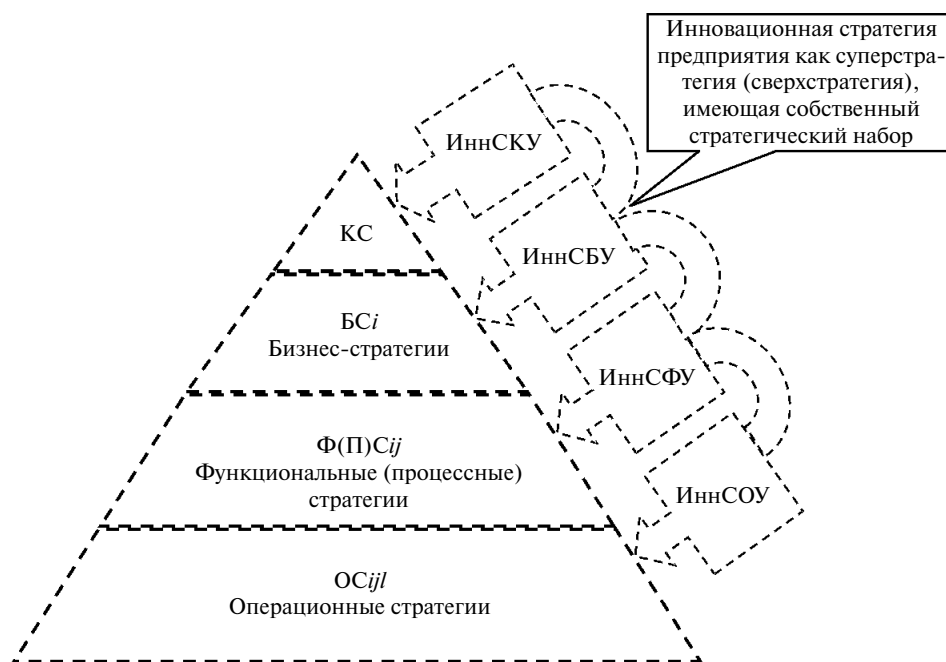 Инновационная стратегия
предприятия как суперстра-
тегия (сверхстратегия),
имеющая собственный
стратегический набор
ИннСКУ
КС
ИннСБУ
БСi
Бизнес-стратегии
ИннСФУ
Ф(П)Сij
Функциональные (процессные)
стратегии
ИннСОУ
ОСijl
Операционные стратегии